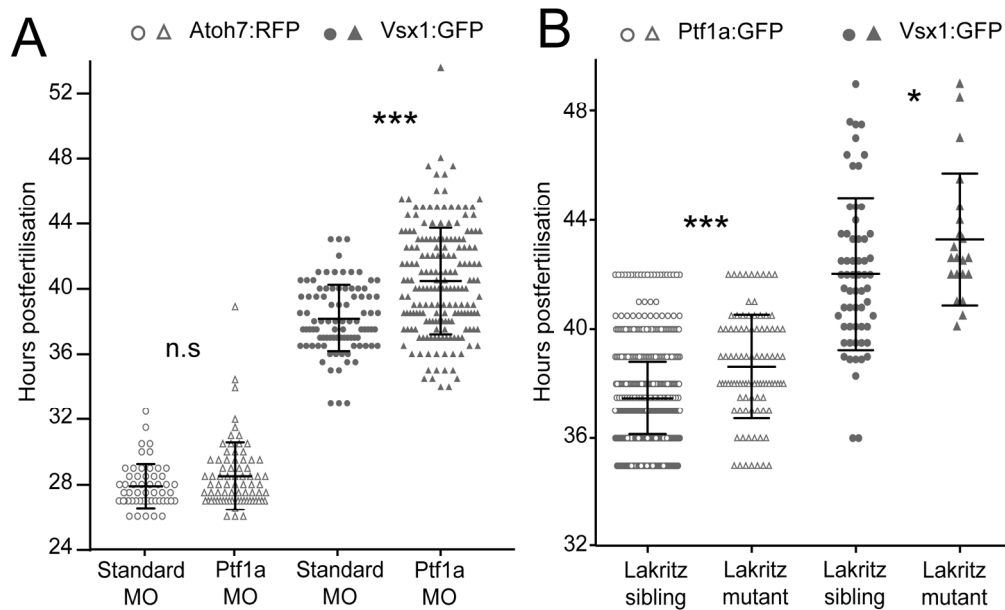 A
Atoh7:RFP
Vsx1:GFP
Hours postfertilisation
52
48
44
40
36
32
28
24
n.s
***
Standard MO
Ptf1a MO
Standard MO
Ptf1a MO
B
Ptf1a:GFP
Vsx1:GFP
Hours postfertilisation
48
44
40
36
32
***
*
Lakritz sibling
Lakritz mutant
Lakritz sibling
Lakritz mutant